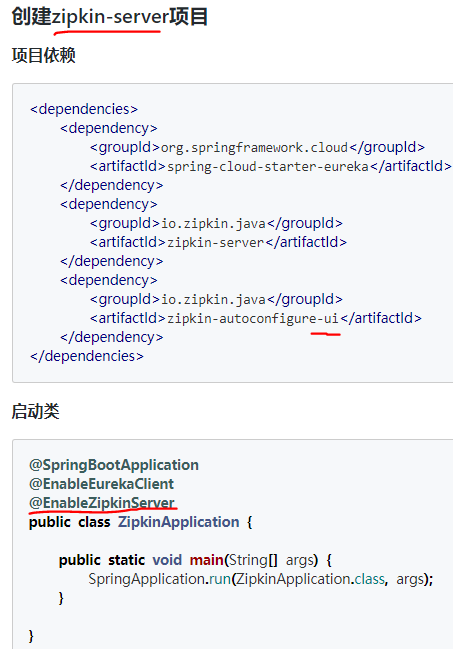 创建zipkin-server项目
项目依赖
<dependencies>
<dependency>
<groupId>org.springframework.cloud</groupId>
<artifactId>spring-cloud-starter-eureka</artifactId>
</dependency>
<dependency>
<groupId>io.zipkin.java</groupId>
<artifactId>zipkin-server</artifactId>
</dependency>
<dependency>
<groupId>io.zipkin.java</groupId>
<artifactId>zipkin-autoconfigure-ui</artifactId>
</dependency>
</dependencies>
启动类
@SpringBootApplication
@EnableEurekaClient
@EnableZipkinServer
public class ZipkinApplication {
public static void main(String[] args) {
SpringApplication.run(ZipkinApplication.class, args);
}
}